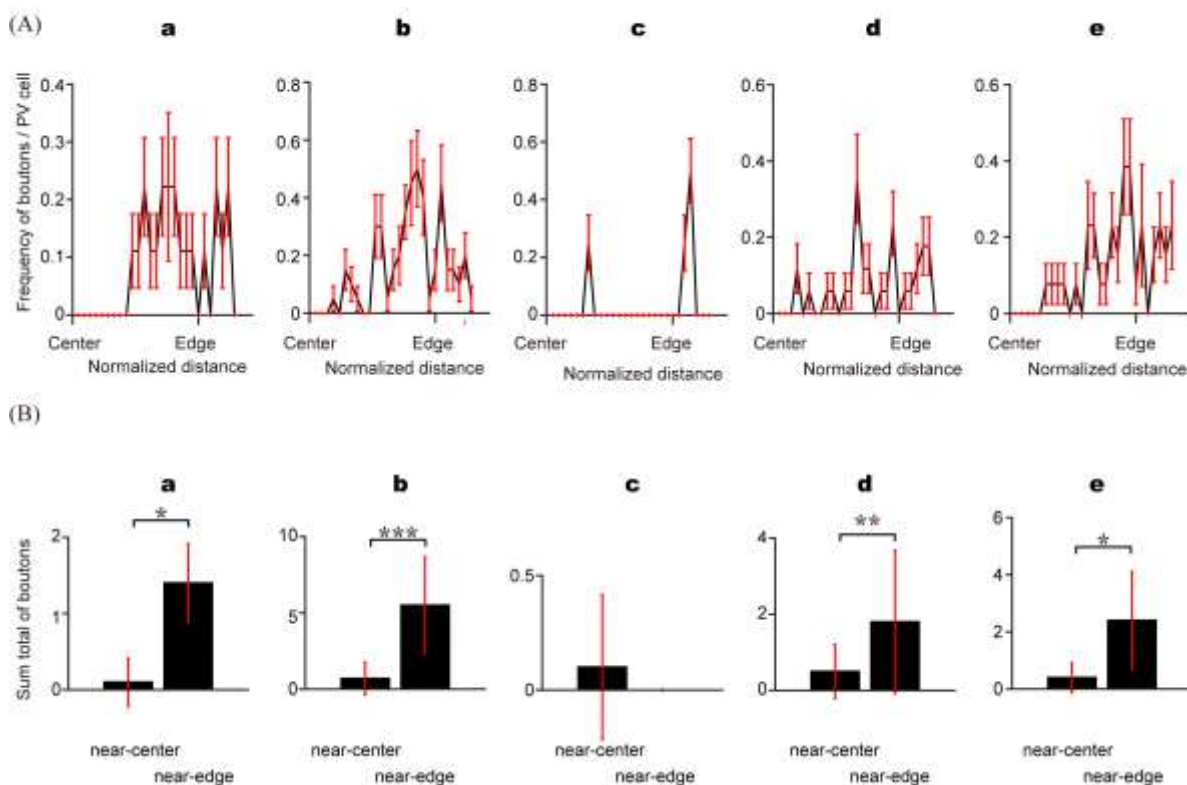 (A)
a b c d e
Frequency of boutons / PV cell
0.4 0.8 0.8 0.6 0.6
0.3 0.6 0.6 0.4 0.4
0.2 0.4 0.4 0.2 0.2
0.1 0.2 0.2 0 0
0 0 0
Center Edge Center Edge Center Edge Center Edge Center Edge
Normalized distance Normalized distance Normalized distance Normalized distance Normalized distance
(B)
a b c d e
Sum total of boutons
* *** ** *
2 10 0.5 4 6
1 5 0 2 4
0 0 0 2
0
near-center near-center near-center near-center near-center
near-edge near-edge near-edge near-edge near-edge